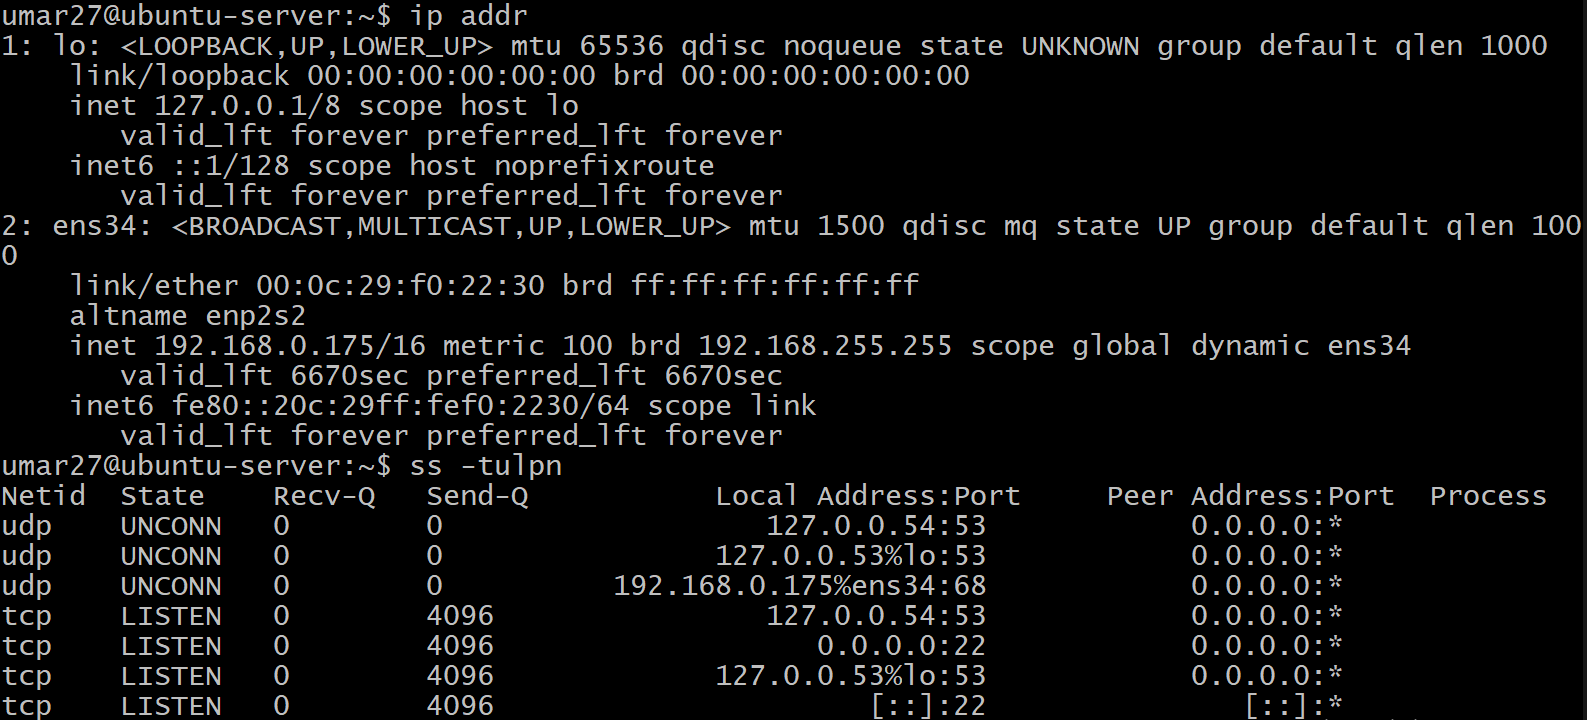 umar27@ubuntu-server:~$ ip addr
1: lo: <LOOPBACK,UP,LOWER_UP> mtu 65536 qdisc noqueue state UNKNOWN group default qlen 1000
link/loopback 00:00:00:00:00:00 brd 00:00:00:00:00:00
inet 127.0.0.1/8 scope host lo
valid_lft forever preferred_lft forever
inet6 ::1/128 scope host noprefixroute
valid_lft forever preferred_lft forever
2: ens34: <BROADCAST,MULTICAST,UP,LOWER_UP> mtu 1500 qdisc mq state UP group default qlen 100
0
link/ether 00:0c:29:f0:22:30 brd ff:ff:ff:ff:ff:ff
altname enp2s2
inet 192.168.0.175/16 metric 100 brd 192.168.255.255 scope global dynamic ens34
valid_lft 6670sec preferred_lft 6670sec
inet6 fe80::20c:29ff:fef0:2230/64 scope link
valid_lft forever preferred_lft forever
umar27@ubuntu-server:~$ ss -tulpn
Netid State Recv-Q Send-Q Local Address:Port Peer Address:Port Process
udp UNCONN 0 0 127.0.0.54:53 0.0.0.0:*
udp UNCONN 0 0 127.0.0.53%lo:53 0.0.0.0:*
udp UNCONN 0 0 192.168.0.175%ens34:68 0.0.0.0:*
tcp LISTEN 0 4096 127.0.0.54:53 0.0.0.0:*
tcp LISTEN 0 4096 0.0.0.0:22 0.0.0.0:*
tcp LISTEN 0 4096 127.0.0.53%lo:53 0.0.0.0:*
tcp LISTEN 0 4096 [::]:22 [::]:*